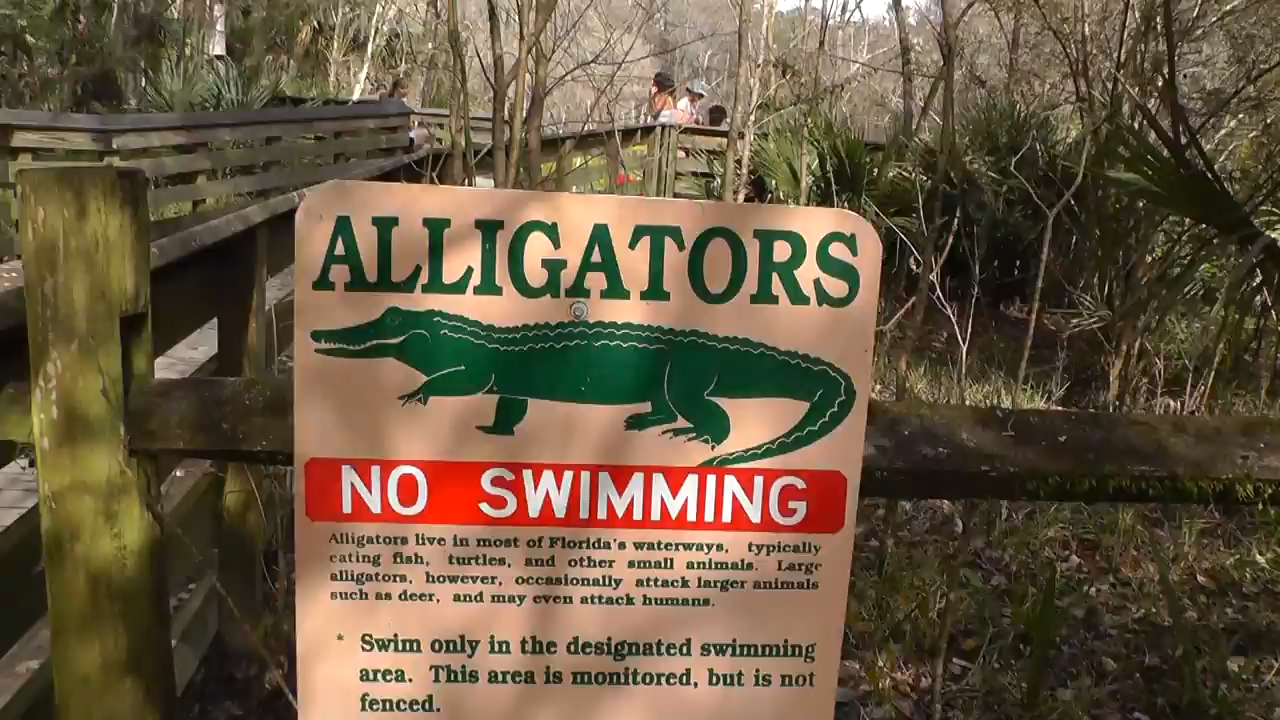 ALLIGATORS
NO SWIMMING
Alligators live in most of Florida's waterways, typically
eating fish, turtles, and other small animals. Large
alligators, however, occasionally attack larger animals
such as deer, and may even attack humans.
* Swim only in the designated swimming
area. This area is monitored, but is not
fenced.